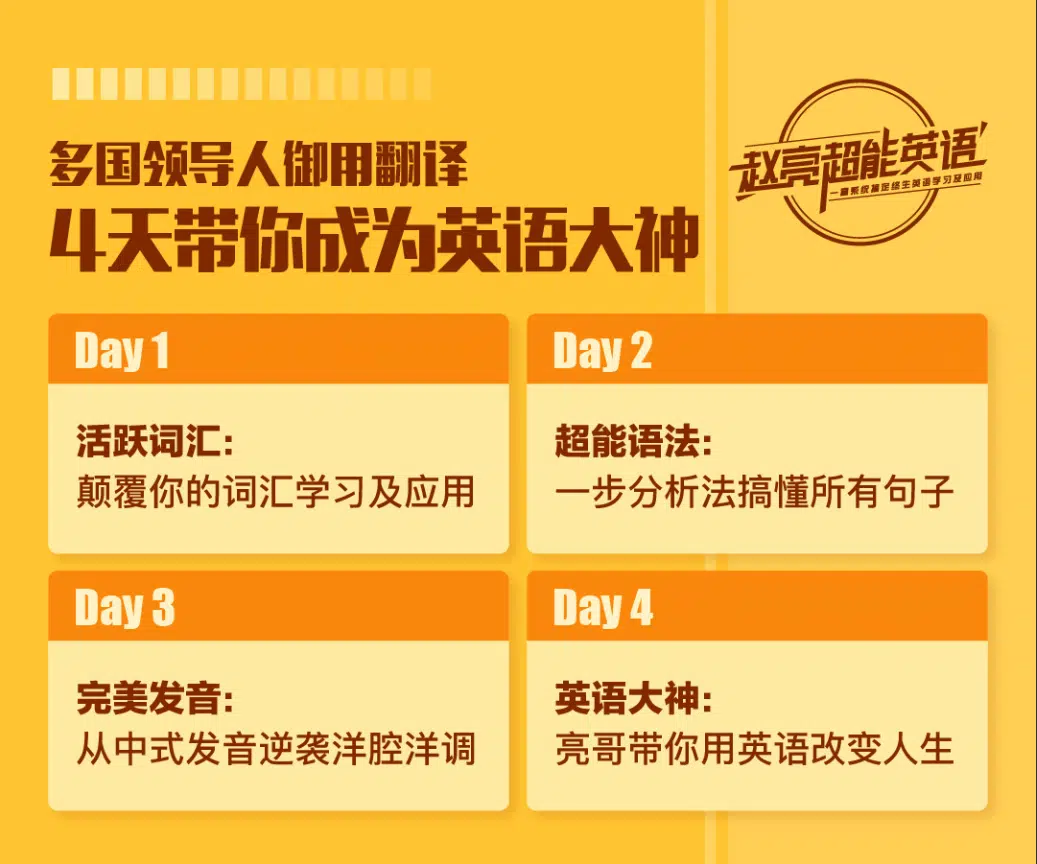 多国领导人御用翻译
4天带你成为英语大神
赵亮超能英语
一套系统搞定终生英语学习及应用
Day 1
活跃词汇:
颠覆你的词汇学习及应用
Day 2
超能语法:
一步分析法搞懂所有句子
Day 3
完美发音:
从中式发音逆袭洋腔洋调
Day 4
英语大神:
亮哥带你用英语改变人生